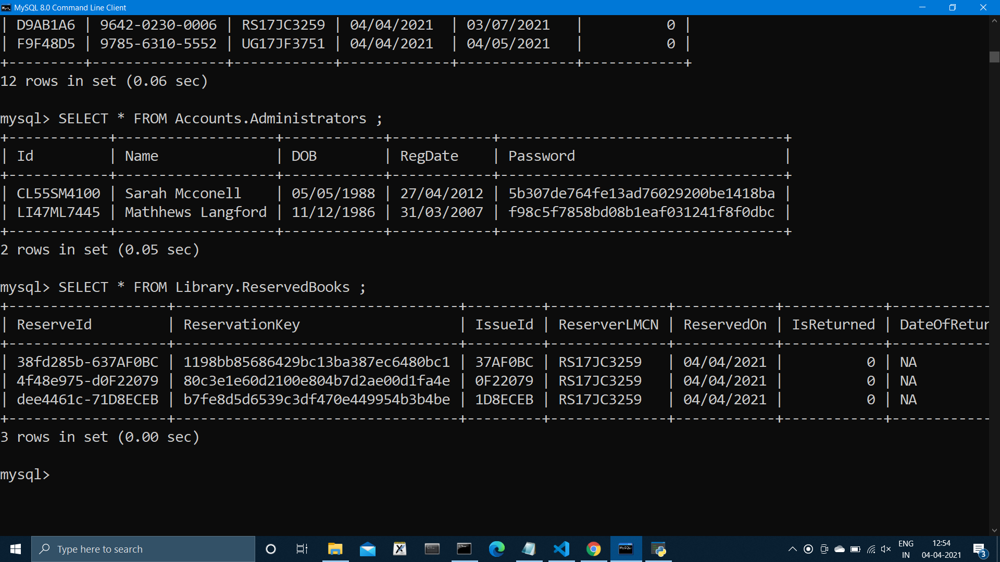 MySQL 8.0 Command Line Client
| D9AB1A6 | 9642-0230-0006 | RS17JC3259 | 04/04/2021 | 03/07/2021 | 0 |
| F9F48D5 | 9785-6310-5552 | UG17JF3751 | 04/04/2021 | 04/05/2021 | 0 |
+---------+----------------+------------+-------------+--------------+------------+
12 rows in set (0.06 sec)
mysql> SELECT * FROM Accounts.Administrators ;
+------------+-------------------+------------+------------+----------------------------------+
| Id | Name | DOB | RegDate | Password |
+------------+-------------------+------------+------------+----------------------------------+
| CL55SM4100 | Sarah Mcconell | 05/05/1988 | 27/04/2012 | 5b307de764fe13ad76029200be1418ba |
| LI47ML7445 | Mathhews Langford | 11/12/1986 | 31/03/2007 | f98c5f7858bd08b1eaf031241f8f0dbc |
+------------+-------------------+------------+------------+----------------------------------+
2 rows in set (0.05 sec)
mysql> SELECT * FROM Library.ReservedBooks ;
+-------------------+----------------------------------+---------+--------------+------------+------------+------------
| ReserveId | ReservationKey | IssueId | ReserverLMCN | ReservedOn | IsReturned | DateOfRetur
+-------------------+----------------------------------+---------+--------------+------------+------------+------------
| 38fd285b-637AF0BC | 1198bb85686429bc13ba387ec6480bc1 | 37AF0BC | RS17JC3259 | 04/04/2021 | 0 | NA
| 4f48e975-d0F22079 | 80c3e1e60d2100e804b7d2ae00d1fa4e | 0F22079 | RS17JC3259 | 04/04/2021 | 0 | NA
| dee4461c-71D8ECEB | b7fe8d5d6539c3df470e449954b3b4be | 1D8ECEB | RS17JC3259 | 04/04/2021 | 0 | NA
+-------------------+----------------------------------+---------+--------------+------------+------------+------------
3 rows in set (0.00 sec)
mysql>
Type here to search
ENG
IN
12:54
04-04-2021
3